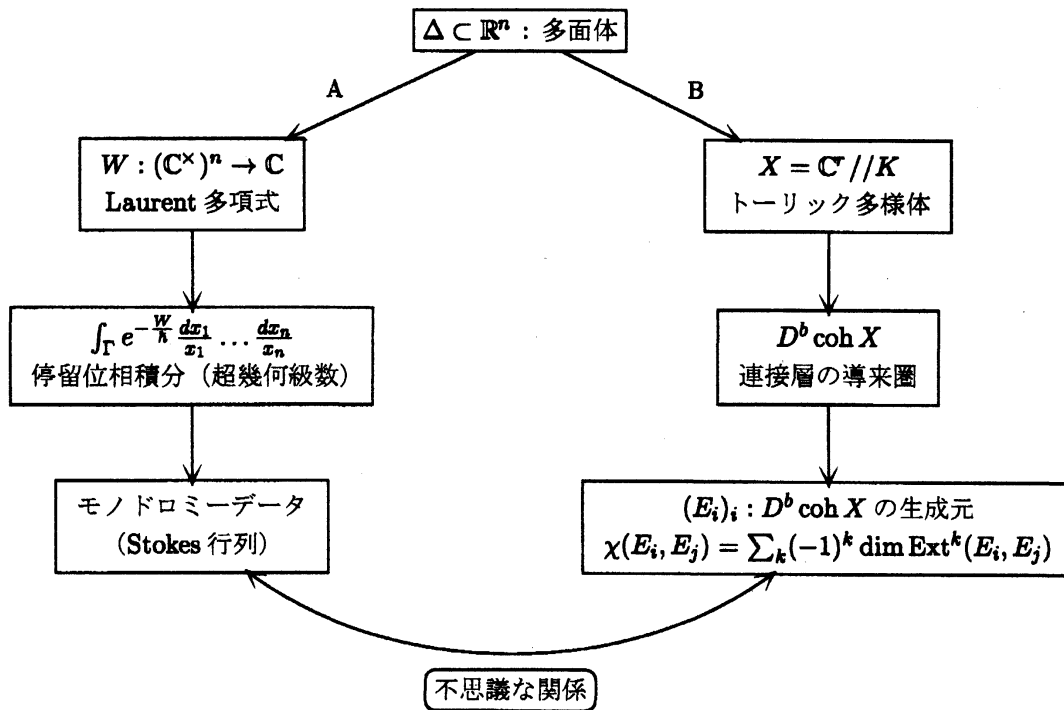 Δ ⊂ ℝⁿ : 多面体
A
B
W : (ℂ^×)ⁿ → ℂ
Laurent 多項式
X = ℂ^r //K
トーリック多様体
∫_Γ e^{-W/ħ} dx₁/x₁ … dxₙ/xₙ
停留位相積分（超幾何級数）
D^b coh X
連接層の導来圏
モノドロミーデータ
（Stokes 行列）
(E_i)_i : D^b coh X の生成元
χ(E_i, E_j) = ∑_k (−1)^k dim Ext^k(E_i, E_j)
不思議な関係